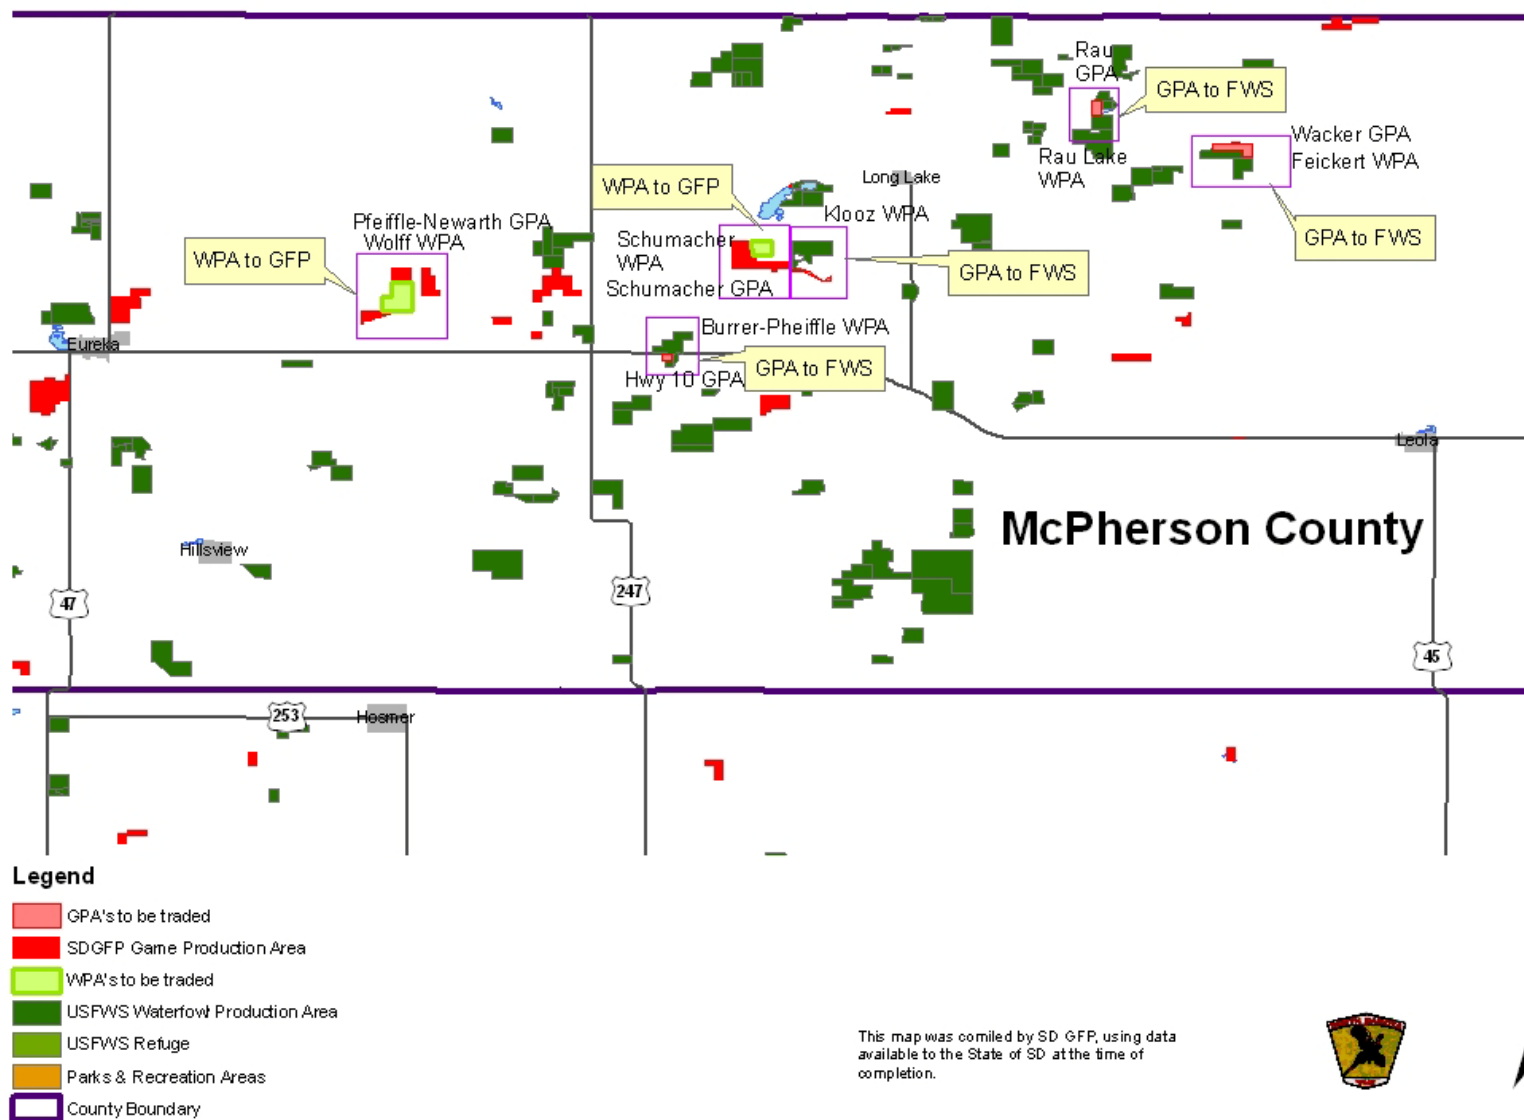 Rau
GPA
GPA to FWS
Wacker GPA
Feickert WPA
Rau Lake
WPA
WPA to GFP
Long Lake
Klooz WPA
Pfeiffle-Newarth GPA
Wolff WPA
WPA to GFP
Schumacher
WPA
GPA to FWS
GPA to FWS
Schumacher GPA
Burrer-Pheiffle WPA
Eureka
Hwy 10 GPA
GPA to FWS
Leola
McPherson County
Hillsview
47
247
45
253
Hosmer
Legend
GPA's to be traded
SDGFP Game Production Area
WPA's to be traded
USFWS Waterfowl Production Area
USFWS Refuge
Parks & Recreation Areas
County Boundary
This map was comiled by SD GFP, using data
available to the State of SD at the time of
completion.